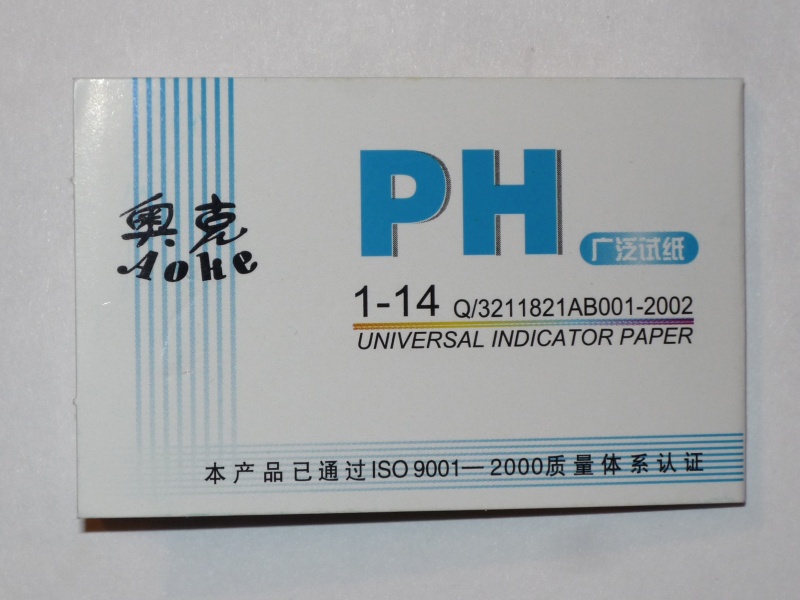 奥克
Aoke
PH
广泛试纸
1-14 Q/3211821AB001-2002
UNIVERSAL INDICATOR PAPER
本产品已通过ISO 9001—2000质量体系认证